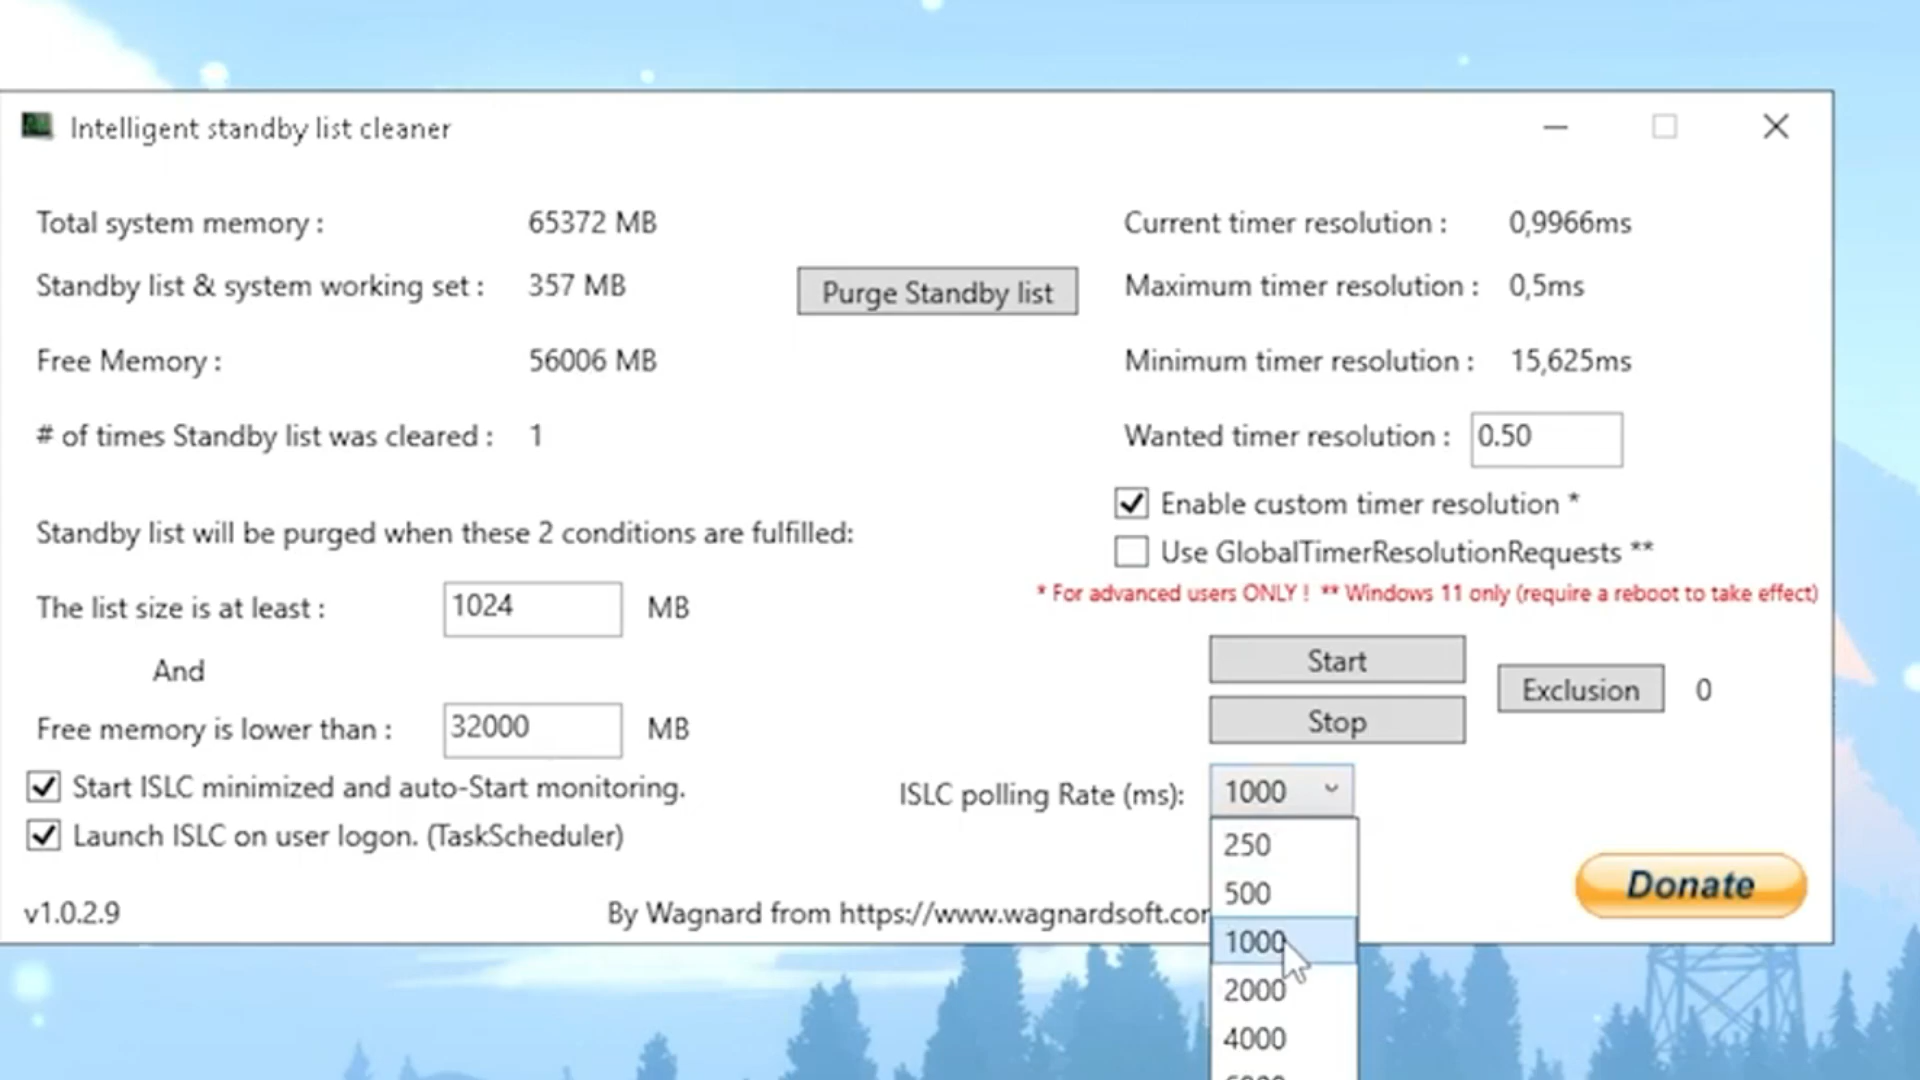 Intelligent standby list cleaner
Total system memory : 65372 MB
Current timer resolution : 0,9966ms
Standby list & system working set : 357 MB
Purge Standby list
Maximum timer resolution : 0,5ms
Free Memory : 56006 MB
Minimum timer resolution : 15,625ms
# of times Standby list was cleared : 1
Wanted timer resolution : 0.50
Enable custom timer resolution *
Standby list will be purged when these 2 conditions are fulfilled:
Use GlobalTimerResolutionRequests **
* For advanced users ONLY ! ** Windows 11 only (require a reboot to take effect)
The list size is at least : 1024 MB
And
Start
Exclusion 0
Free memory is lower than : 32000 MB
Stop
Start ISLC minimized and auto-Start monitoring.
ISLC polling Rate (ms): 1000
Launch ISLC on user logon. (TaskScheduler)
250
500
1000
2000
4000
Donate
v1.0.2.9
By Wagnard from https://www.wagnardsoft.com